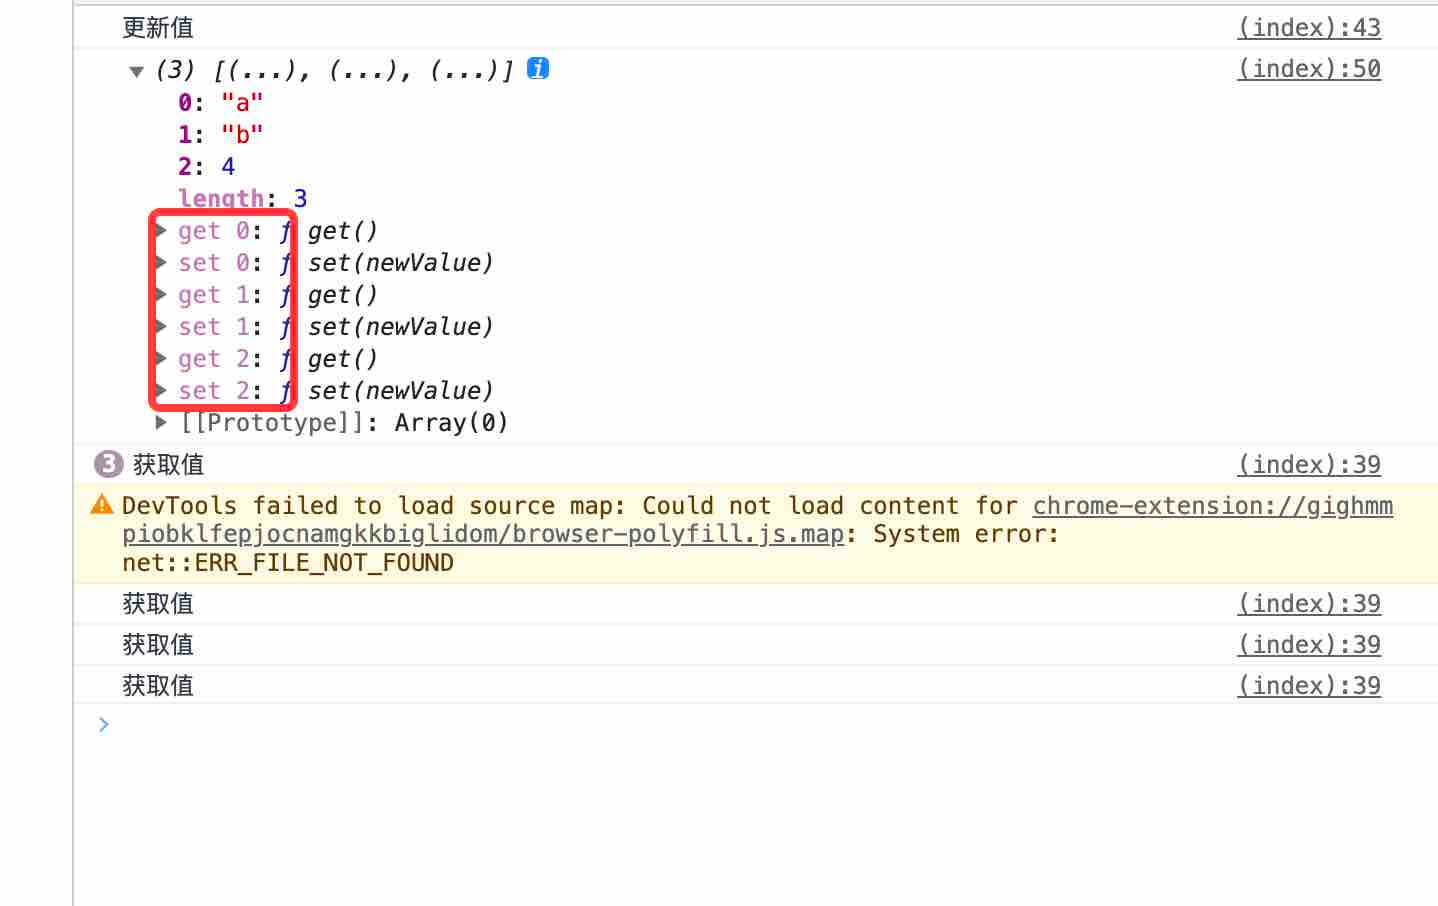 更新值 (index):43
(3) [(...), (...), (...)] i (index):50
0: "a"
1: "b"
2: 4
length: 3
get 0: ƒ get()
set 0: ƒ set(newValue)
get 1: ƒ get()
set 1: ƒ set(newValue)
get 2: ƒ get()
set 2: ƒ set(newValue)
[[Prototype]]: Array(0)
3 获取值 (index):39
DevTools failed to load source map: Could not load content for chrome-extension://gighmm
piobklfepjocnamgkkbiglidom/browser-polyfill.js.map: System error:
net::ERR_FILE_NOT_FOUND
获取值 (index):39
获取值 (index):39
获取值 (index):39